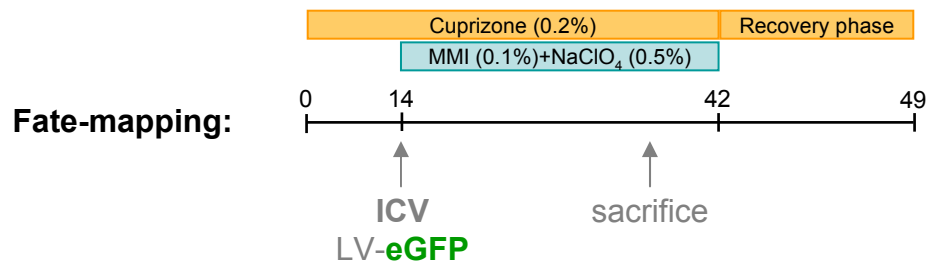 Cuprizone (0.2%) Recovery phase
MMI (0.1%)+NaClO₄ (0.5%)
0 14 42 49
Fate-mapping:
ICV sacrifice
LV-eGFP